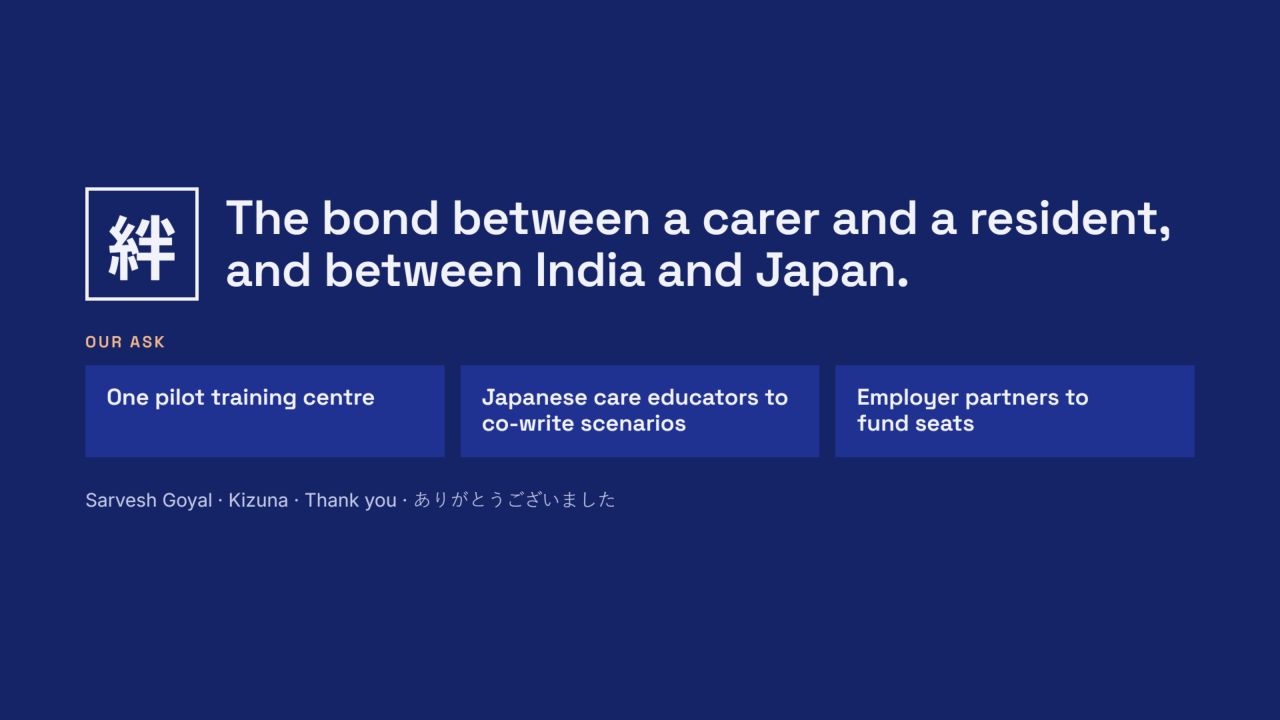 絆
The bond between a carer and a resident,
and between India and Japan.
OUR ASK
One pilot training centre
Japanese care educators to
co-write scenarios
Employer partners to
fund seats
Sarvesh Goyal · Kizuna · Thank you · ありがとうございました